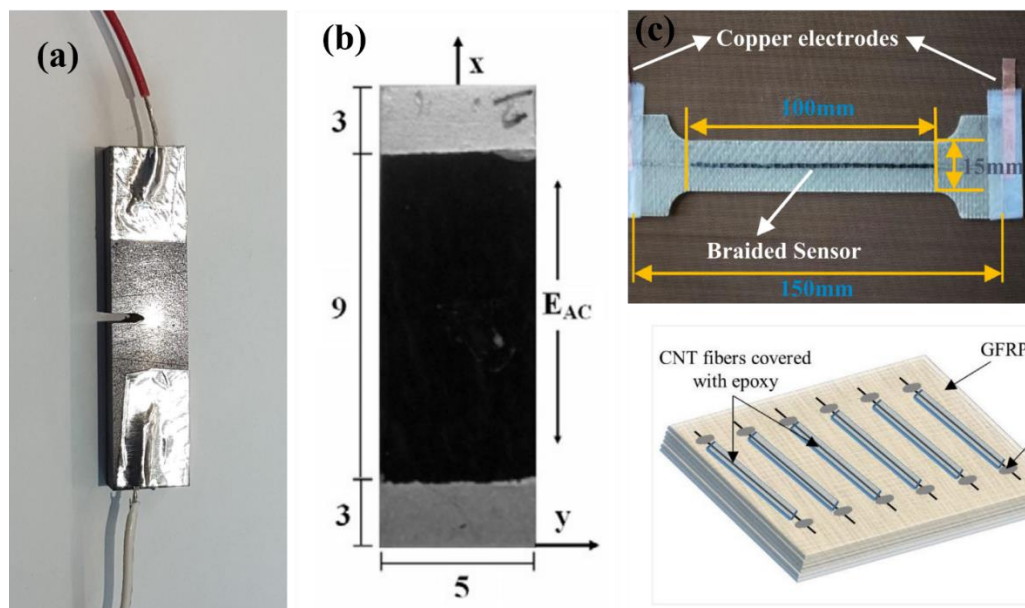 (a)
(b)
x
3
9
3
E_AC
y
5
(c)
Copper electrodes
100mm
15mm
Braided Sensor
150mm
CNT fibers covered
with epoxy
GFRP